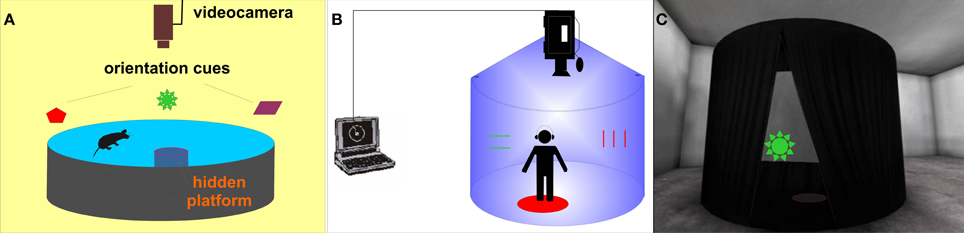 A
videocamera
orientation cues
hidden
platform
B
C